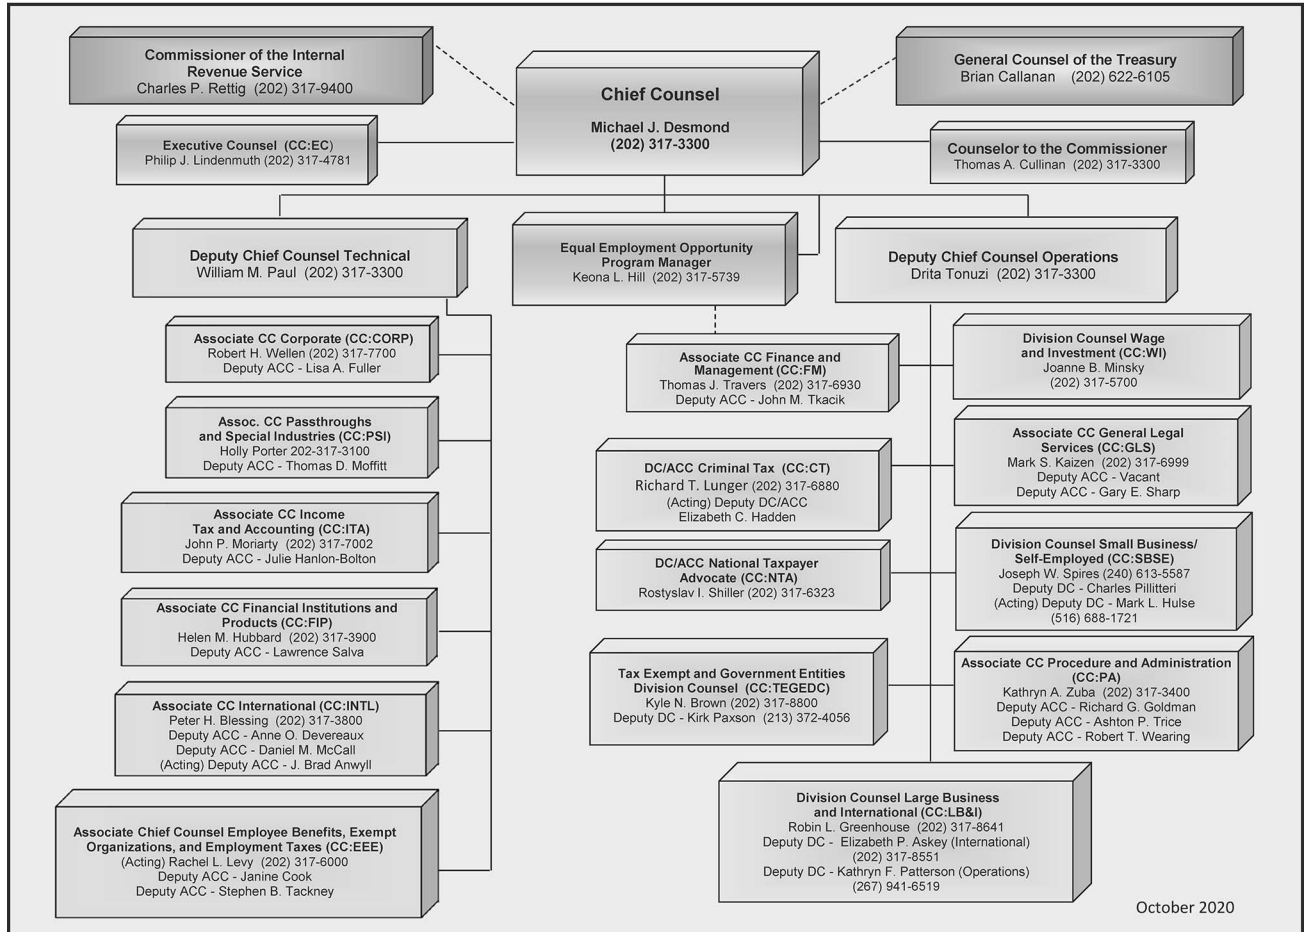 Commissioner of the Internal
Revenue Service
Charles P. Rettig (202) 317-9400
Chief Counsel
Michael J. Desmond
(202) 317-3300
General Counsel of the Treasury
Brian Callanan (202) 622-6105
Executive Counsel (CC:EC)
Philip J. Lindenmuth (202) 317-4781
Counselor to the Commissioner
Thomas A. Cullinan (202) 317-3300
Deputy Chief Counsel Technical
William M. Paul (202) 317-3300
Equal Employment Opportunity
Program Manager
Keona L. Hill (202) 317-5739
Deputy Chief Counsel Operations
Drita Tonuzi (202) 317-3300
Associate CC Corporate (CC:CORP)
Robert H. Wellen (202) 317-7700
Deputy ACC - Lisa A. Fuller
Assoc. CC Passthroughs
and Special Industries (CC:PSI)
Holly Porter 202-317-3100
Deputy ACC - Thomas D. Moffitt
Associate CC Income
Tax and Accounting (CC:ITA)
John P. Moriarty (202) 317-7002
Deputy ACC - Julie Hanlon-Bolton
Associate CC Financial Institutions and
Products (CC:FIP)
Helen M. Hubbard (202) 317-3900
Deputy ACC - Lawrence Salva
Associate CC International (CC:INTL)
Peter H. Blessing (202) 317-3800
Deputy ACC - Anne O. Devereaux
Deputy ACC - Daniel M. McCall
(Acting) Deputy ACC - J. Brad Anwyll
Associate Chief Counsel Employee Benefits, Exempt
Organizations, and Employment Taxes (CC:EEE)
(Acting) Rachel L. Levy (202) 317-6000
Deputy ACC - Janine Cook
Deputy ACC - Stephen B. Tackney
Associate CC Finance and
Management (CC:FM)
Thomas J. Travers (202) 317-6930
Deputy ACC - John M. Tkacik
DC/ACC Criminal Tax (CC:CT)
Richard T. Lunger (202) 317-6880
(Acting) Deputy DC/ACC
Elizabeth C. Hadden
DC/ACC National Taxpayer
Advocate (CC:NTA)
Rostyslav I. Shiller (202) 317-6323
Tax Exempt and Government Entities
Division Counsel (CC:TEGEDC)
Kyle N. Brown (202) 317-8800
Deputy DC - Kirk Paxson (213) 372-4056
Division Counsel Wage
and Investment (CC:WI)
Joanne B. Minsky
(202) 317-5700
Associate CC General Legal
Services (CC:GLS)
Mark S. Kaizen (202) 317-6999
Deputy ACC - Vacant
Deputy ACC - Gary E. Sharp
Division Counsel Small Business/
Self-Employed (CC:SBSE)
Joseph W. Spires (240) 613-5587
Deputy DC - Charles Pillitteri
(Acting) Deputy DC - Mark L. Hulse
(516) 688-1721
Associate CC Procedure and Administration
(CC:PA)
Kathryn A. Zuba (202) 317-3400
Deputy ACC - Richard G. Goldman
Deputy ACC - Ashton P. Trice
Deputy ACC - Robert T. Wearing
Division Counsel Large Business
and International (CC:LB&I)
Robin L. Greenhouse (202) 317-8641
Deputy DC - Elizabeth P. Askey (International)
(202) 317-8551
Deputy DC - Kathryn F. Patterson (Operations)
(267) 941-6519
October 2020